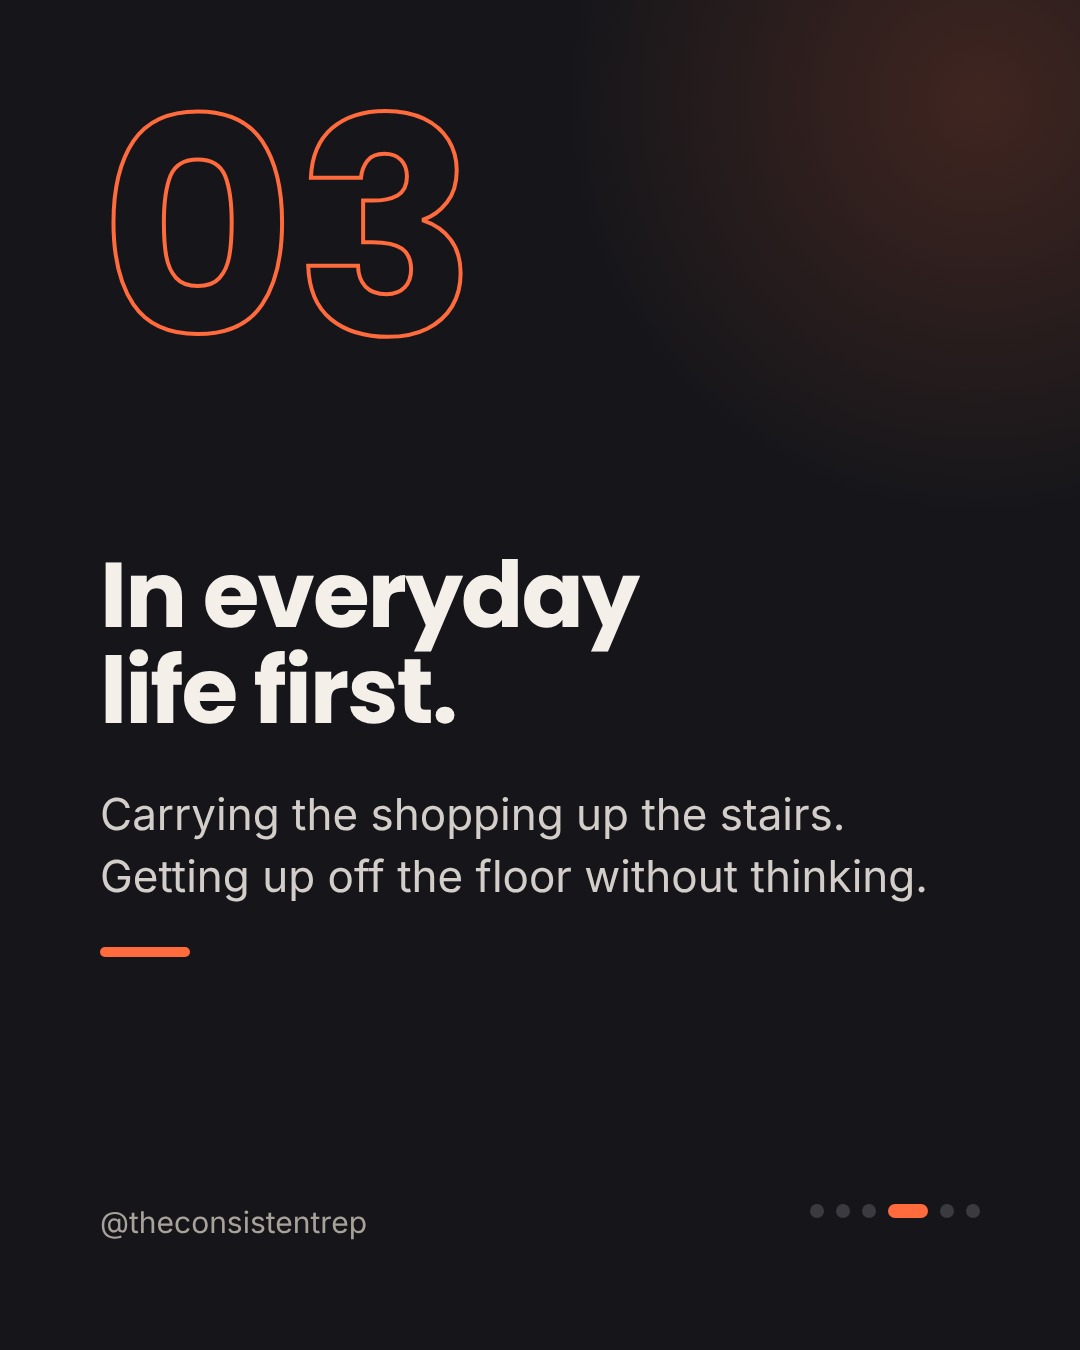 03
In everyday
life first.
Carrying the shopping up the stairs.
Getting up off the floor without thinking.
@theconsistentrep